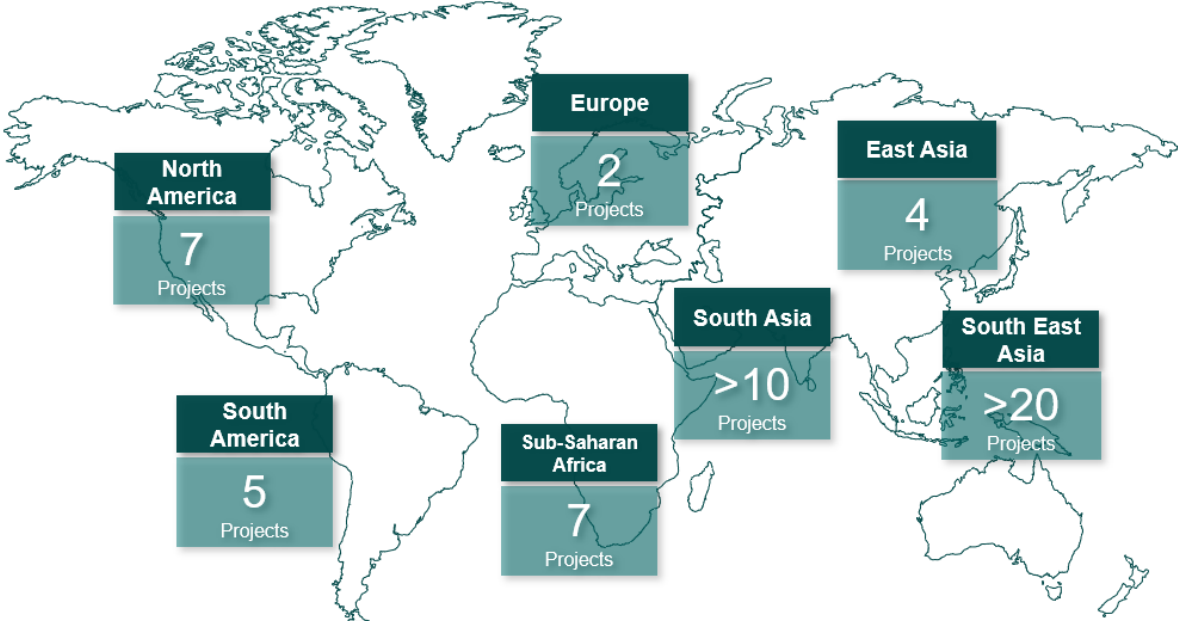 Europe
2
Projects
East Asia
4
Projects
North
America
7
Projects
South Asia
>10
Projects
South East
Asia
>20
Projects
South
America
5
Projects
Sub-Saharan
Africa
7
Projects